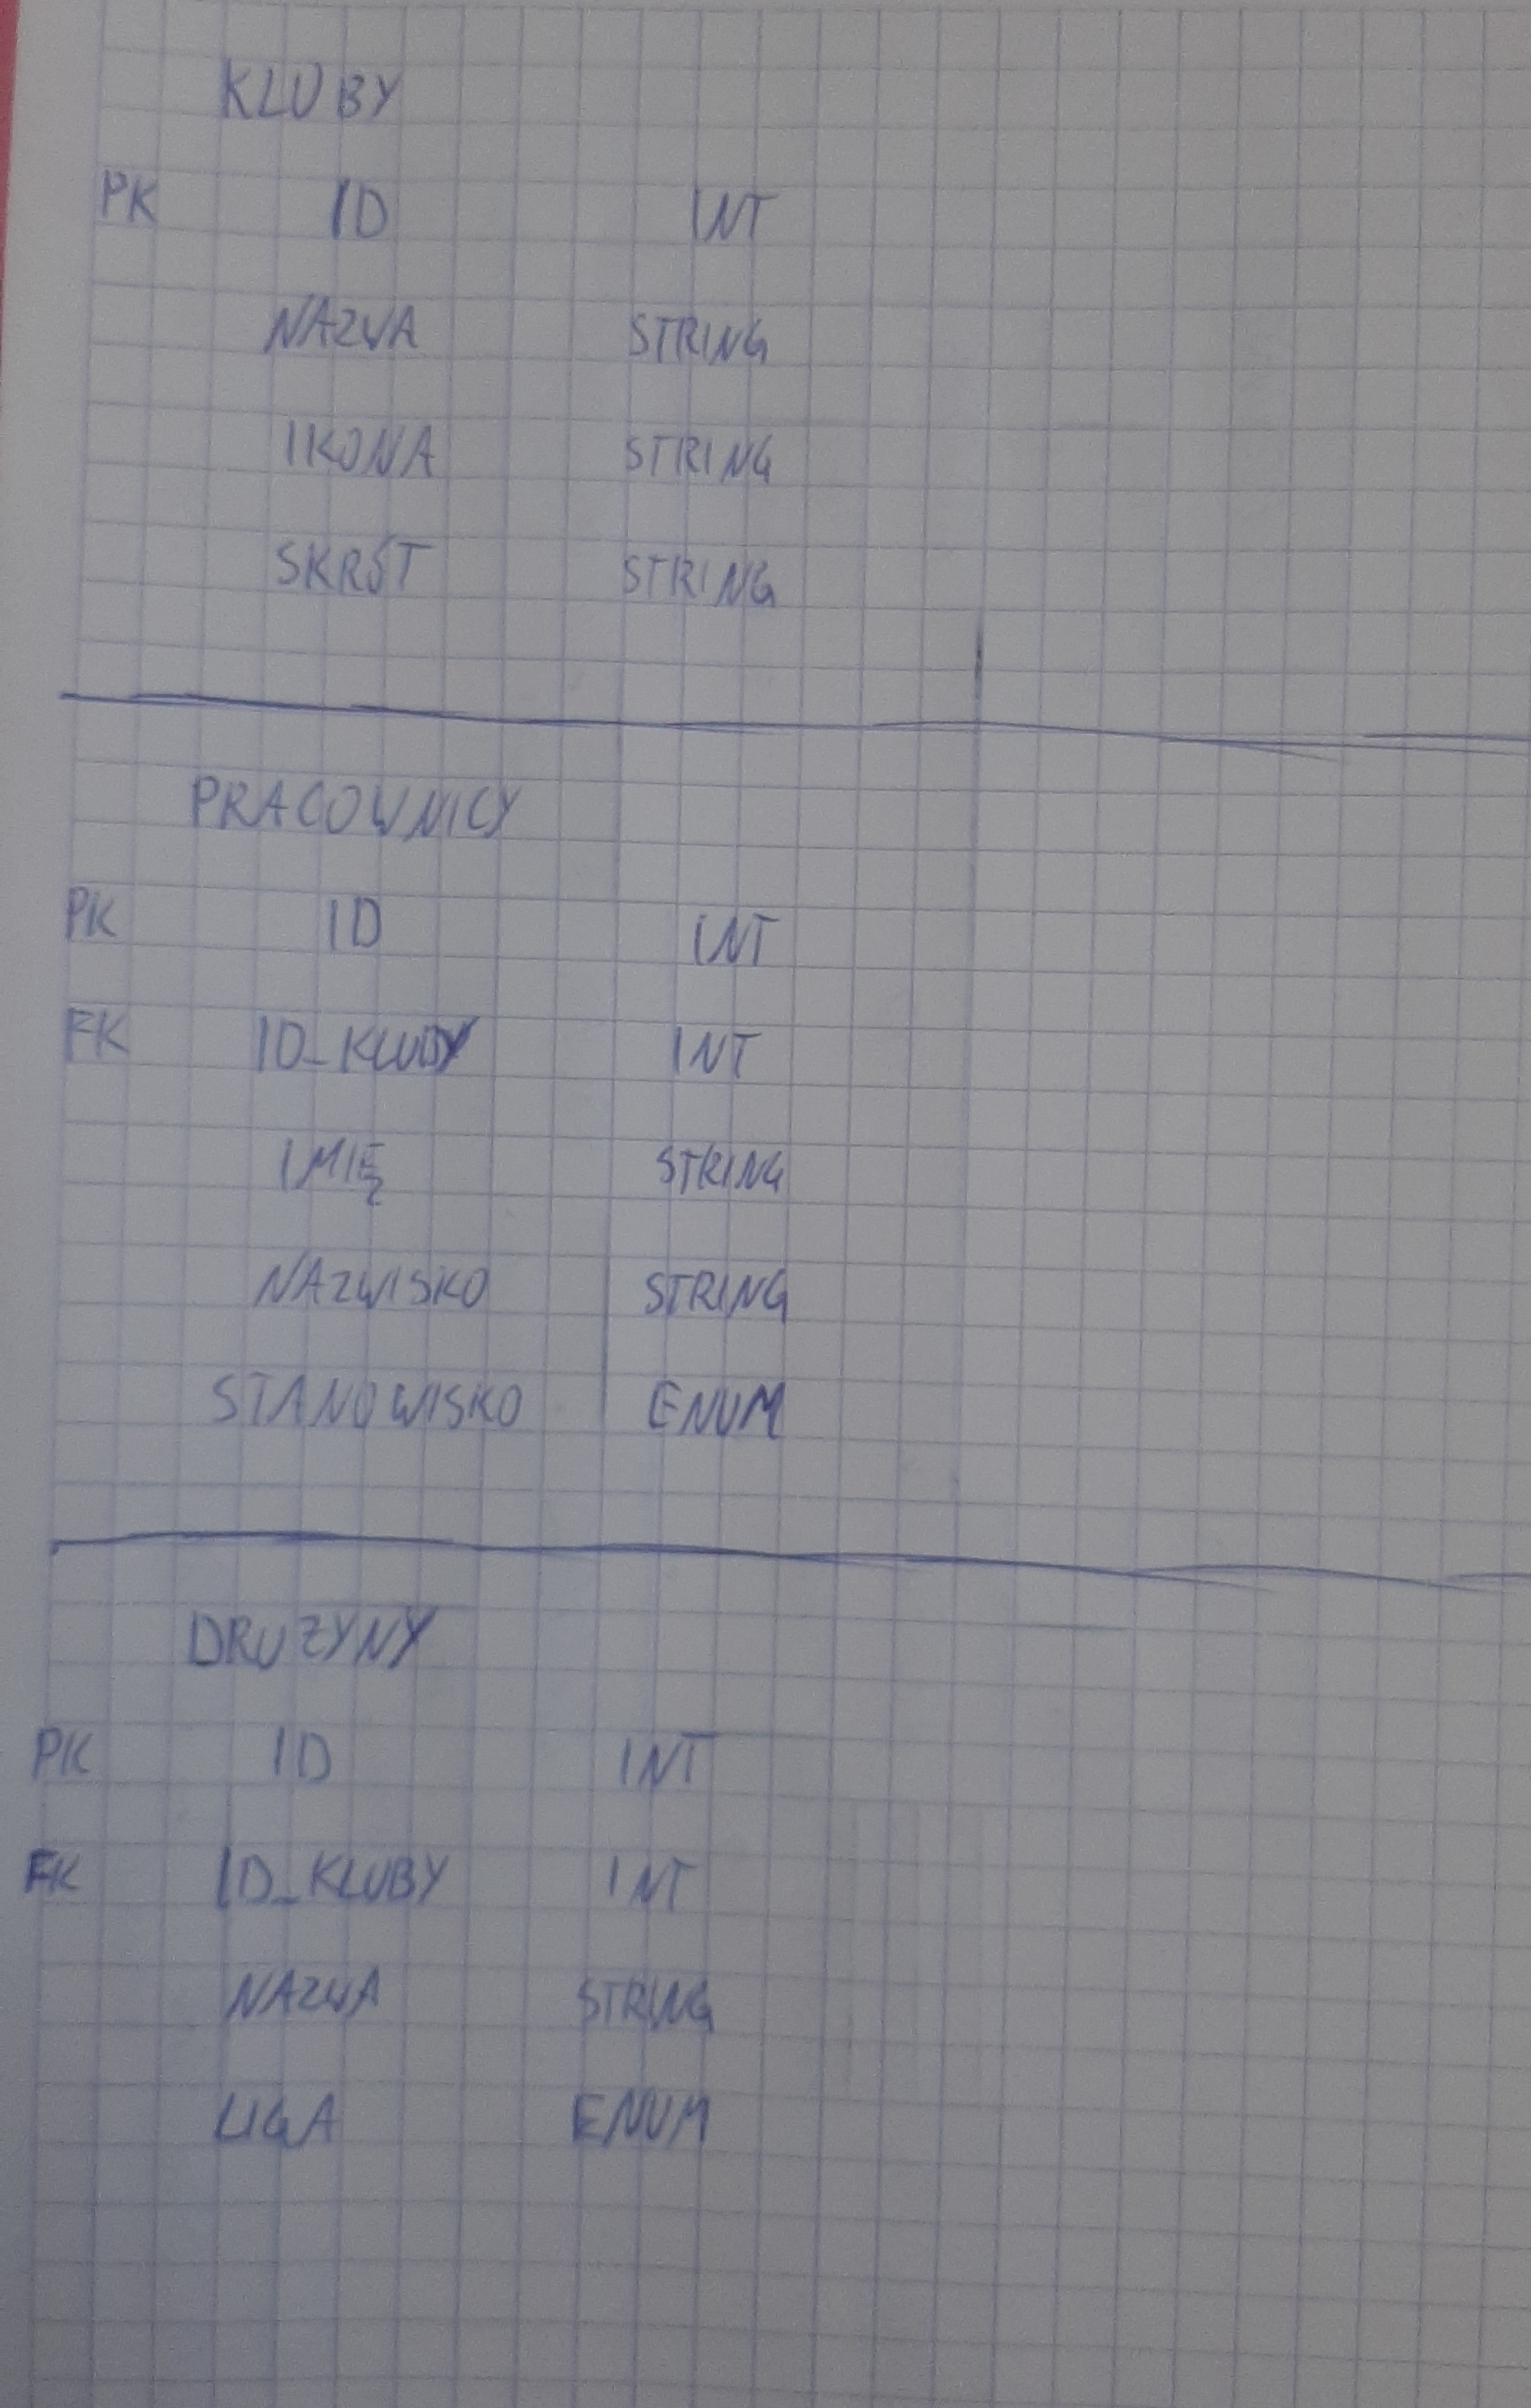 KLUBY
PK ID INT
NAZWA STRING
IKONA STRING
SKRÓT STRING
PRACOWNICY
PK ID INT
FK ID_KLUBY INT
IMIĘ STRING
NAZWISKO STRING
STANOWISKO ENUM
DRUŻYNY
PK ID INT
FK ID_KLUBY INT
NAZWA STRING
LIGA ENUM